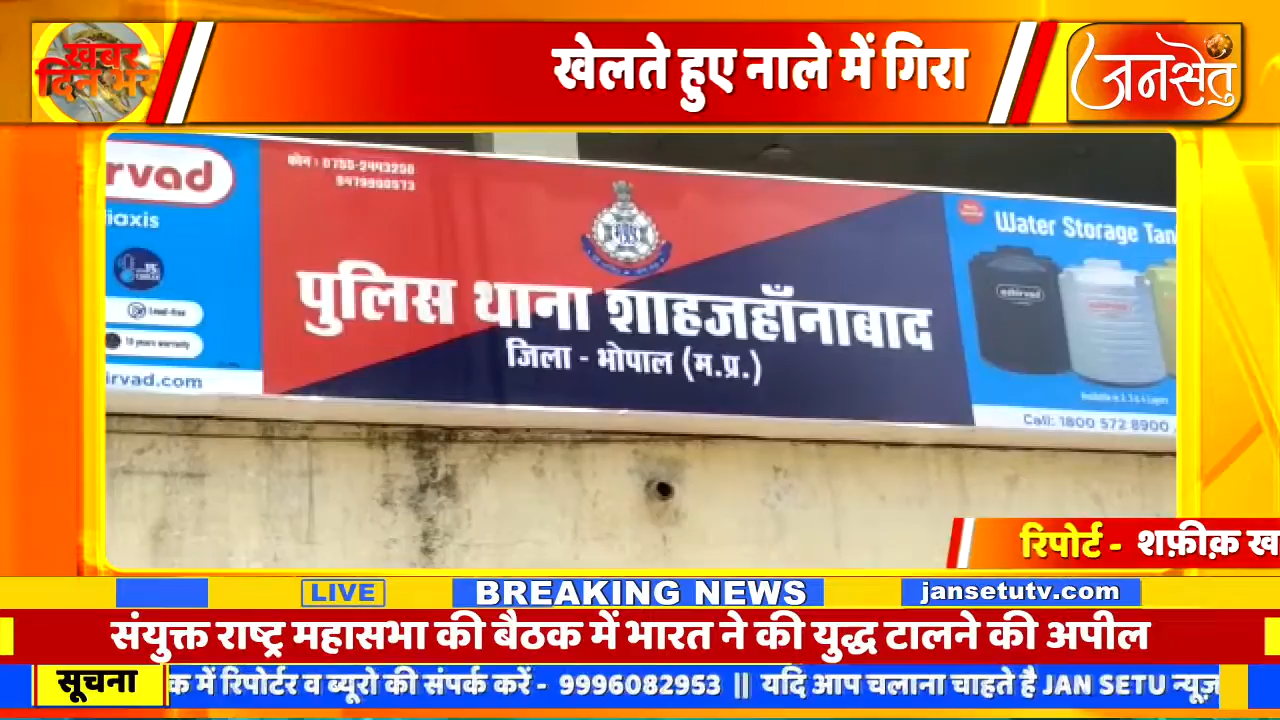 खबर
दिन भर
खेलते हुए नाले में गिरा
जनसेतु
rvad
iaxis
Lead-free
10 years warranty
irvad.com
फोन : 0755-2443250
पुलिस थाना शाहजहाँनाबाद
जिला - भोपाल (म.प्र.)
Water Storage Tan
ashirvad
Call: 1800 572 8900
रिपोर्ट - शफ़ीक़ ख
LIVE
BREAKING NEWS
jansetutv.com
संयुक्त राष्ट्र महासभा की बैठक में भारत ने की युद्ध टालने की अपील
सूचना
क में रिपोर्टर व ब्यूरो की संपर्क करें - 9996082953 || यदि आप चलाना चाहते है JAN SETU न्यूज़